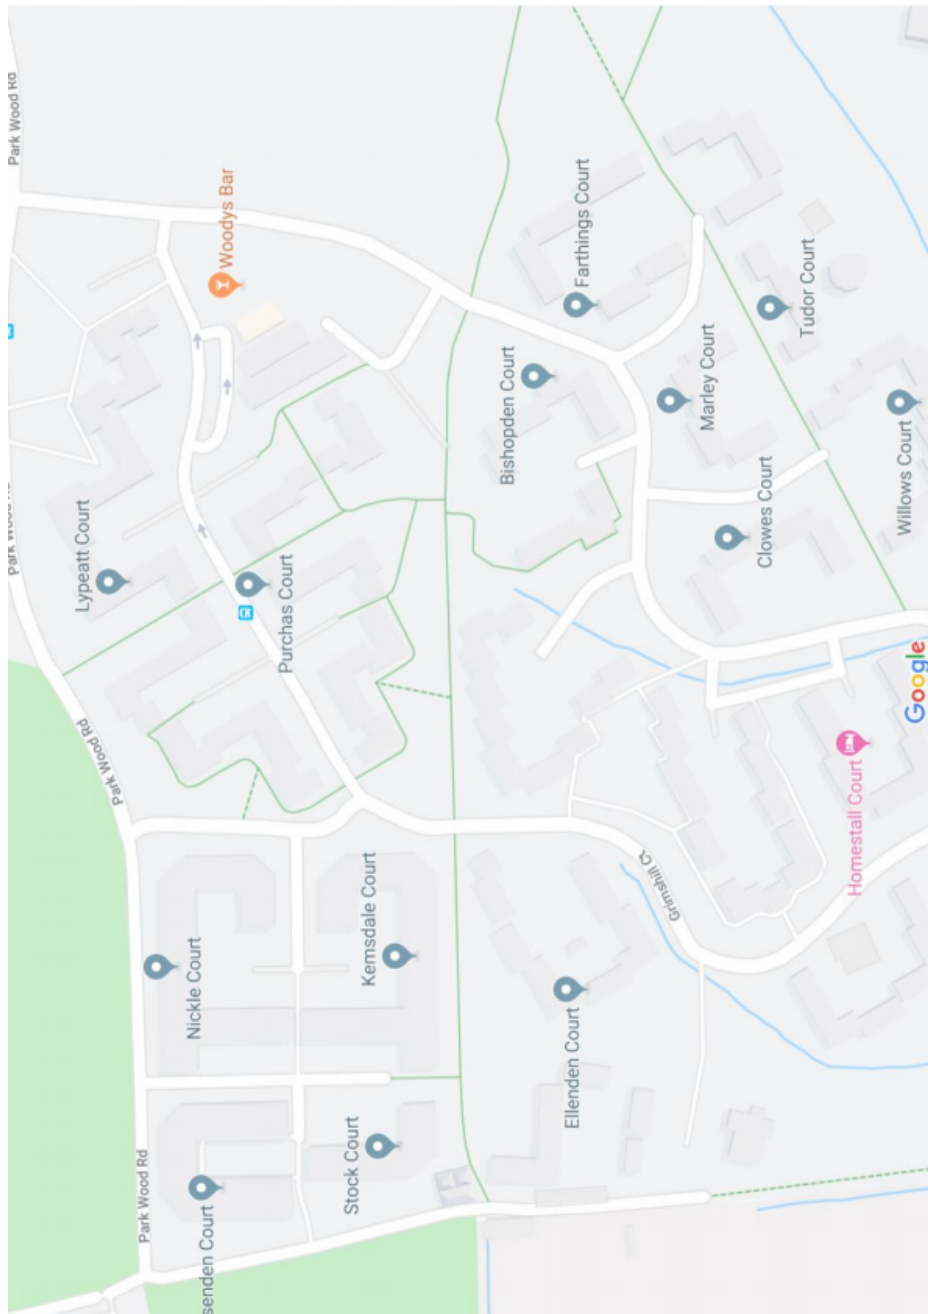 Park Wood Rd
Woodys Bar
Farthings Court
Tudor Court
Bishopden Court
Marley Court
Willows Court
Clowes Court
Lypeatt Court
Purchas Court
Google
Park Wood Rd
Homestall Court
Grimshill Ct
Nickle Court
Kemsdale Court
Ellenden Court
Stock Court
Park Wood Rd
senden Court